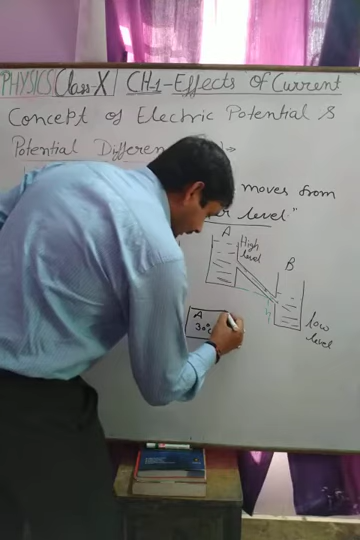 PHYSICS Class-X CH-1-Effects Of Current
Concept of Electric Potential &
Potential Differen
moves from
level."
A
High
level
B
low
level
A
30°C